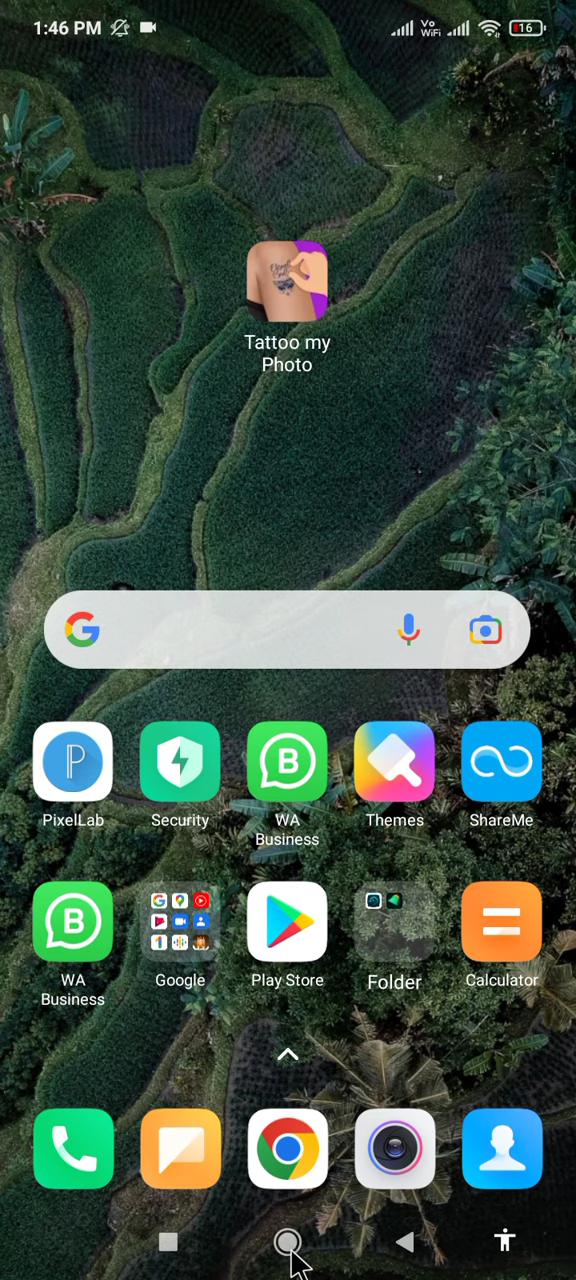 1:46 PM
Vo
WiFi
16
Tattoo my
Photo
PixelLab
Security
WA
Business
Themes
ShareMe
WA
Business
Google
Play Store
Folder
Calculator